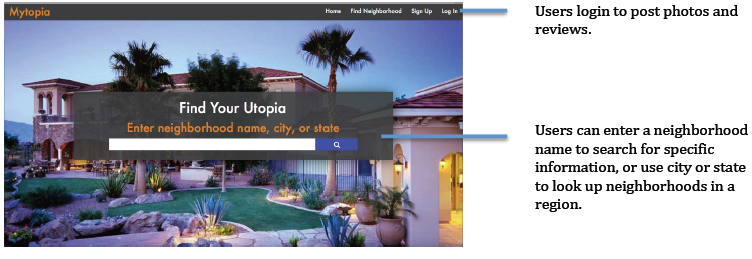 Mytopia
Home Find Neighborhood Sign Up Log In
Users login to post photos and
reviews.
Find Your Utopia
Enter neighborhood name, city, or state
Users can enter a neighborhood
name to search for specific
information, or use city or state
to look up neighborhoods in a
region.